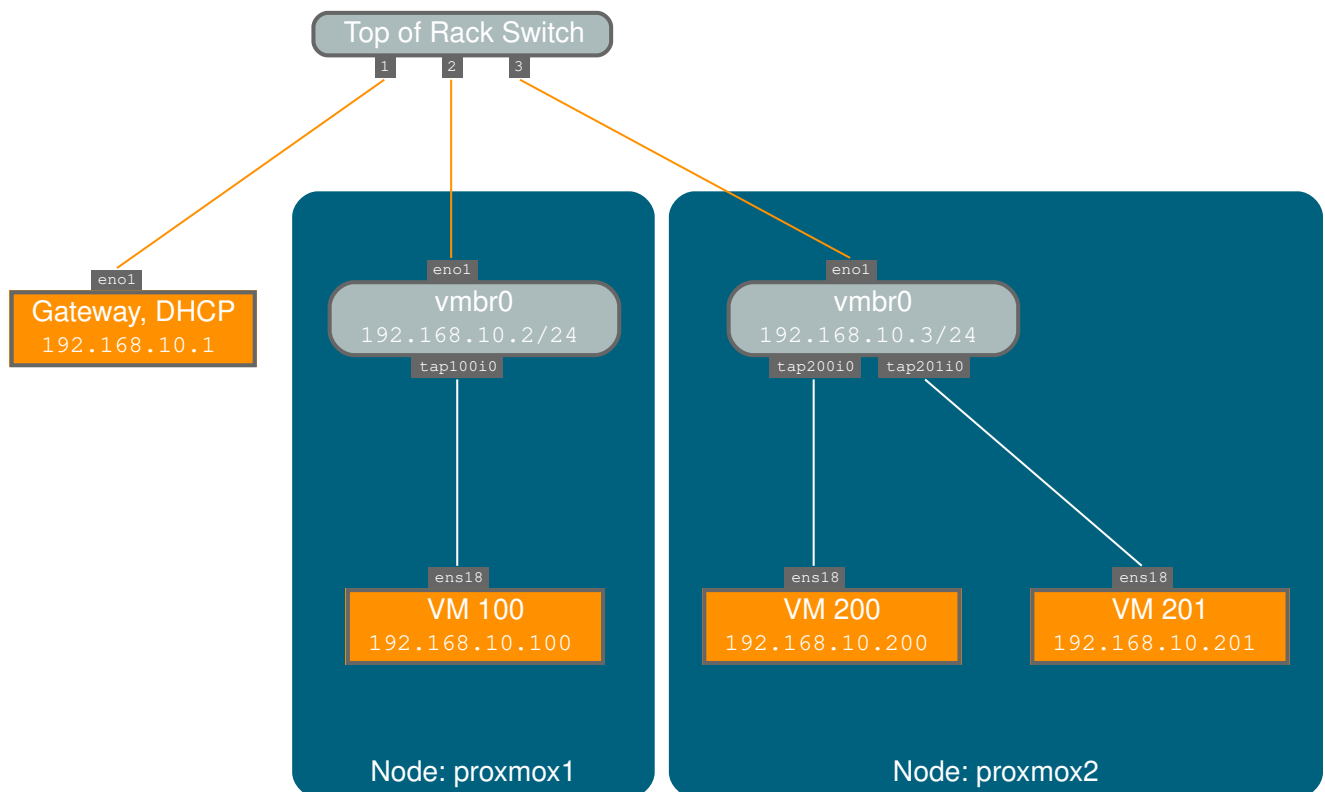 Top of Rack Switch
1 2 3
eno1 eno1 eno1
Gateway, DHCP
192.168.10.1
vmbr0
192.168.10.2/24
tap100i0
vmbr0
192.168.10.3/24
tap200i0 tap201i0
ens18
VM 100
192.168.10.100
ens18
VM 200
192.168.10.200
ens18
VM 201
192.168.10.201
Node: proxmox1
Node: proxmox2